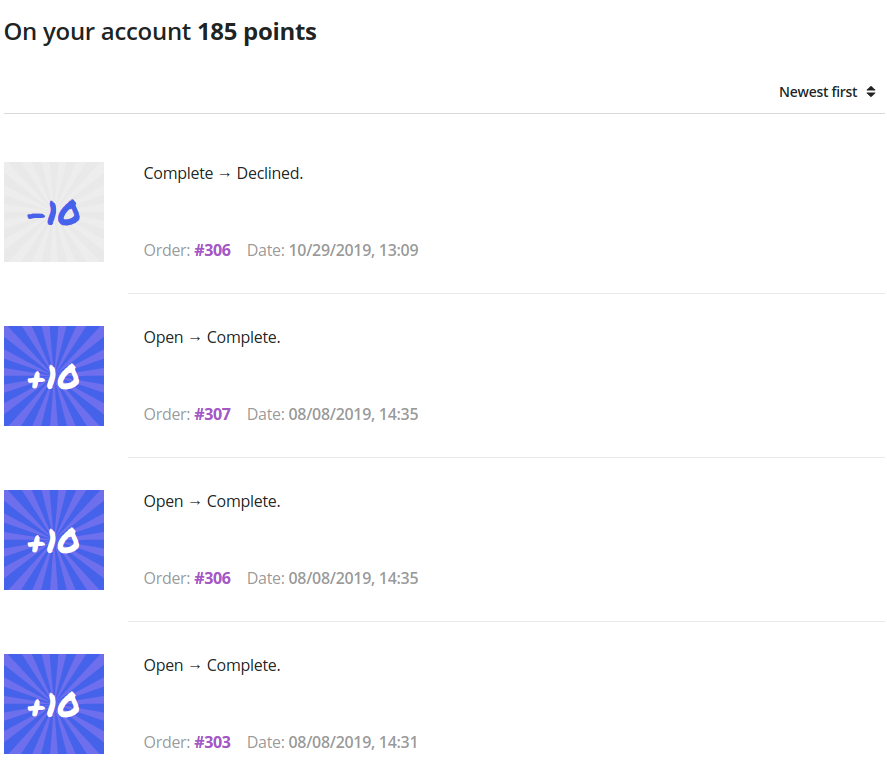 On your account 185 points
Newest first
-10
Complete → Declined.
Order: #306 Date: 10/29/2019, 13:09
+10
Open → Complete.
Order: #307 Date: 08/08/2019, 14:35
+10
Open → Complete.
Order: #306 Date: 08/08/2019, 14:35
+10
Open → Complete.
Order: #303 Date: 08/08/2019, 14:31